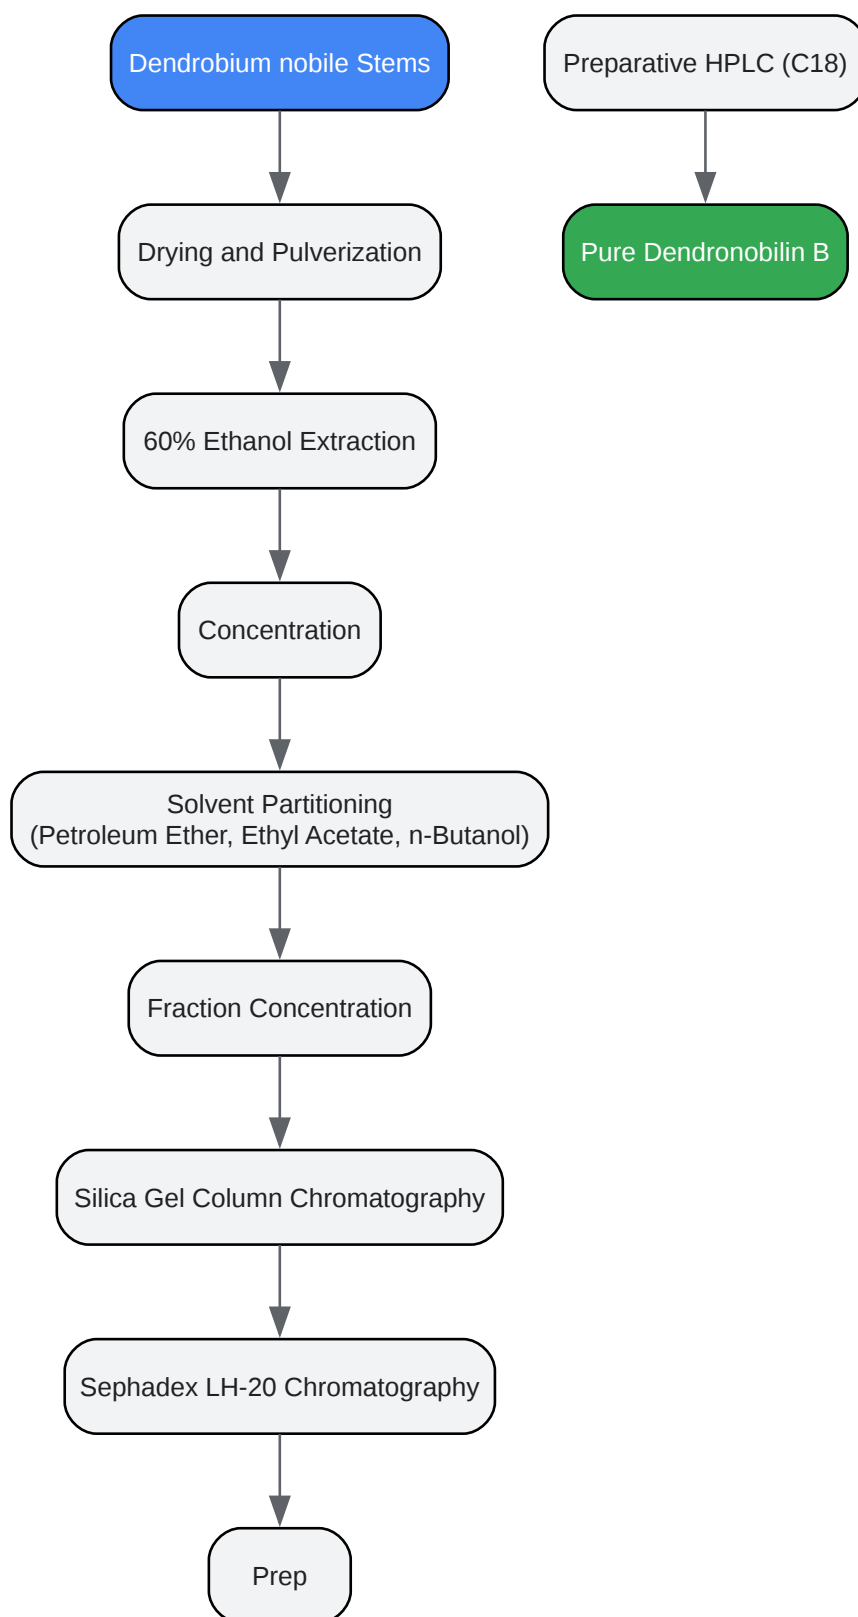 Dendrobium nobile Stems
Preparative HPLC (C18)
Drying and Pulverization
Pure Dendronobilin B
60% Ethanol Extraction
Concentration
Solvent Partitioning
(Petroleum Ether, Ethyl Acetate, n-Butanol)
Fraction Concentration
Silica Gel Column Chromatography
Sephadex LH-20 Chromatography
Prep